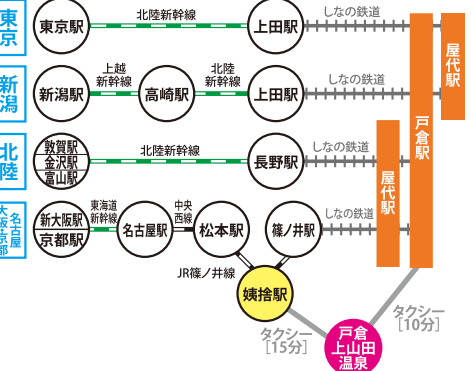 東京
東京駅
北陸新幹線
上田駅
しなの鉄道
屋代駅
新潟
新潟駅
上越
新幹線
高崎駅
北陸
新幹線
上田駅
しなの鉄道
戸倉駅
北陸
敦賀駅
金沢駅
富山駅
北陸新幹線
長野駅
しなの鉄道
屋代駅
名古屋
大阪・京都
新大阪駅
京都駅
東海道
新幹線
名古屋駅
中央
西線
松本駅
篠ノ井駅
しなの鉄道
JR篠ノ井線
姨捨駅
タクシー
[15分]
タクシー
[10分]
戸倉
上山田
温泉